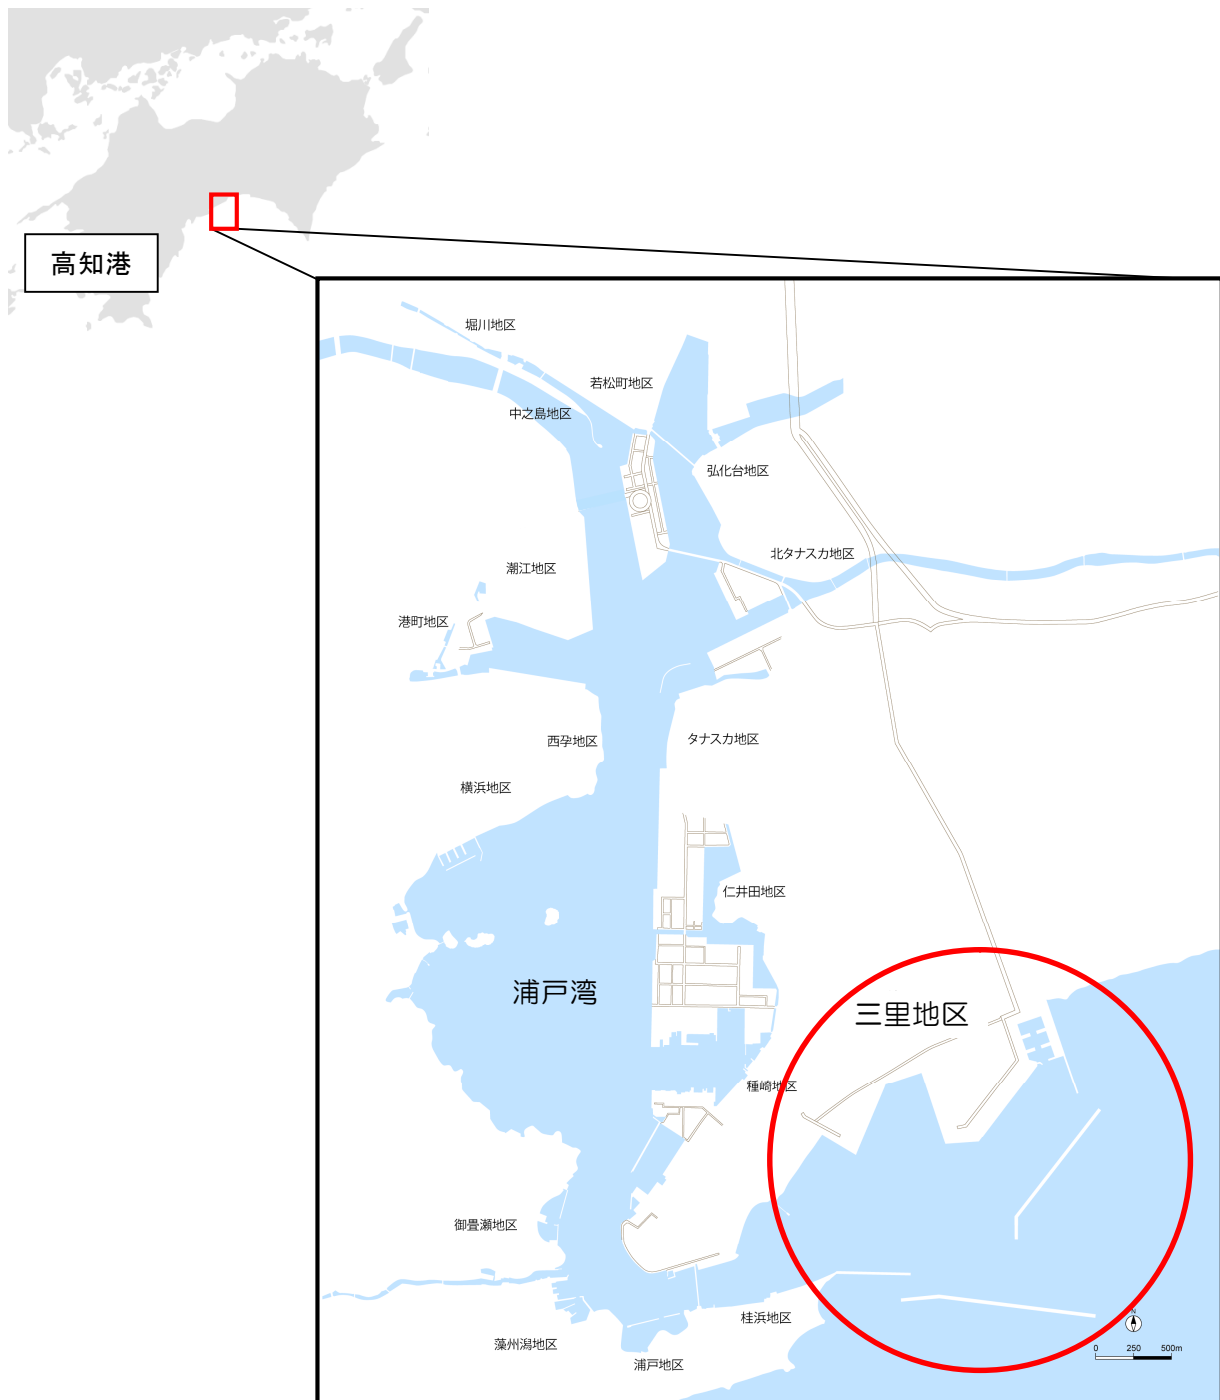 高知港
堀川地区
若松町地区
中之島地区
弘化台地区
北タナスカ地区
潮江地区
港町地区
西孕地区
タナスカ地区
横浜地区
仁井田地区
浦戸湾
三里地区
種崎地区
御畳瀬地区
桂浜地区
藻州潟地区
浦戸地区
N
0 250 500m